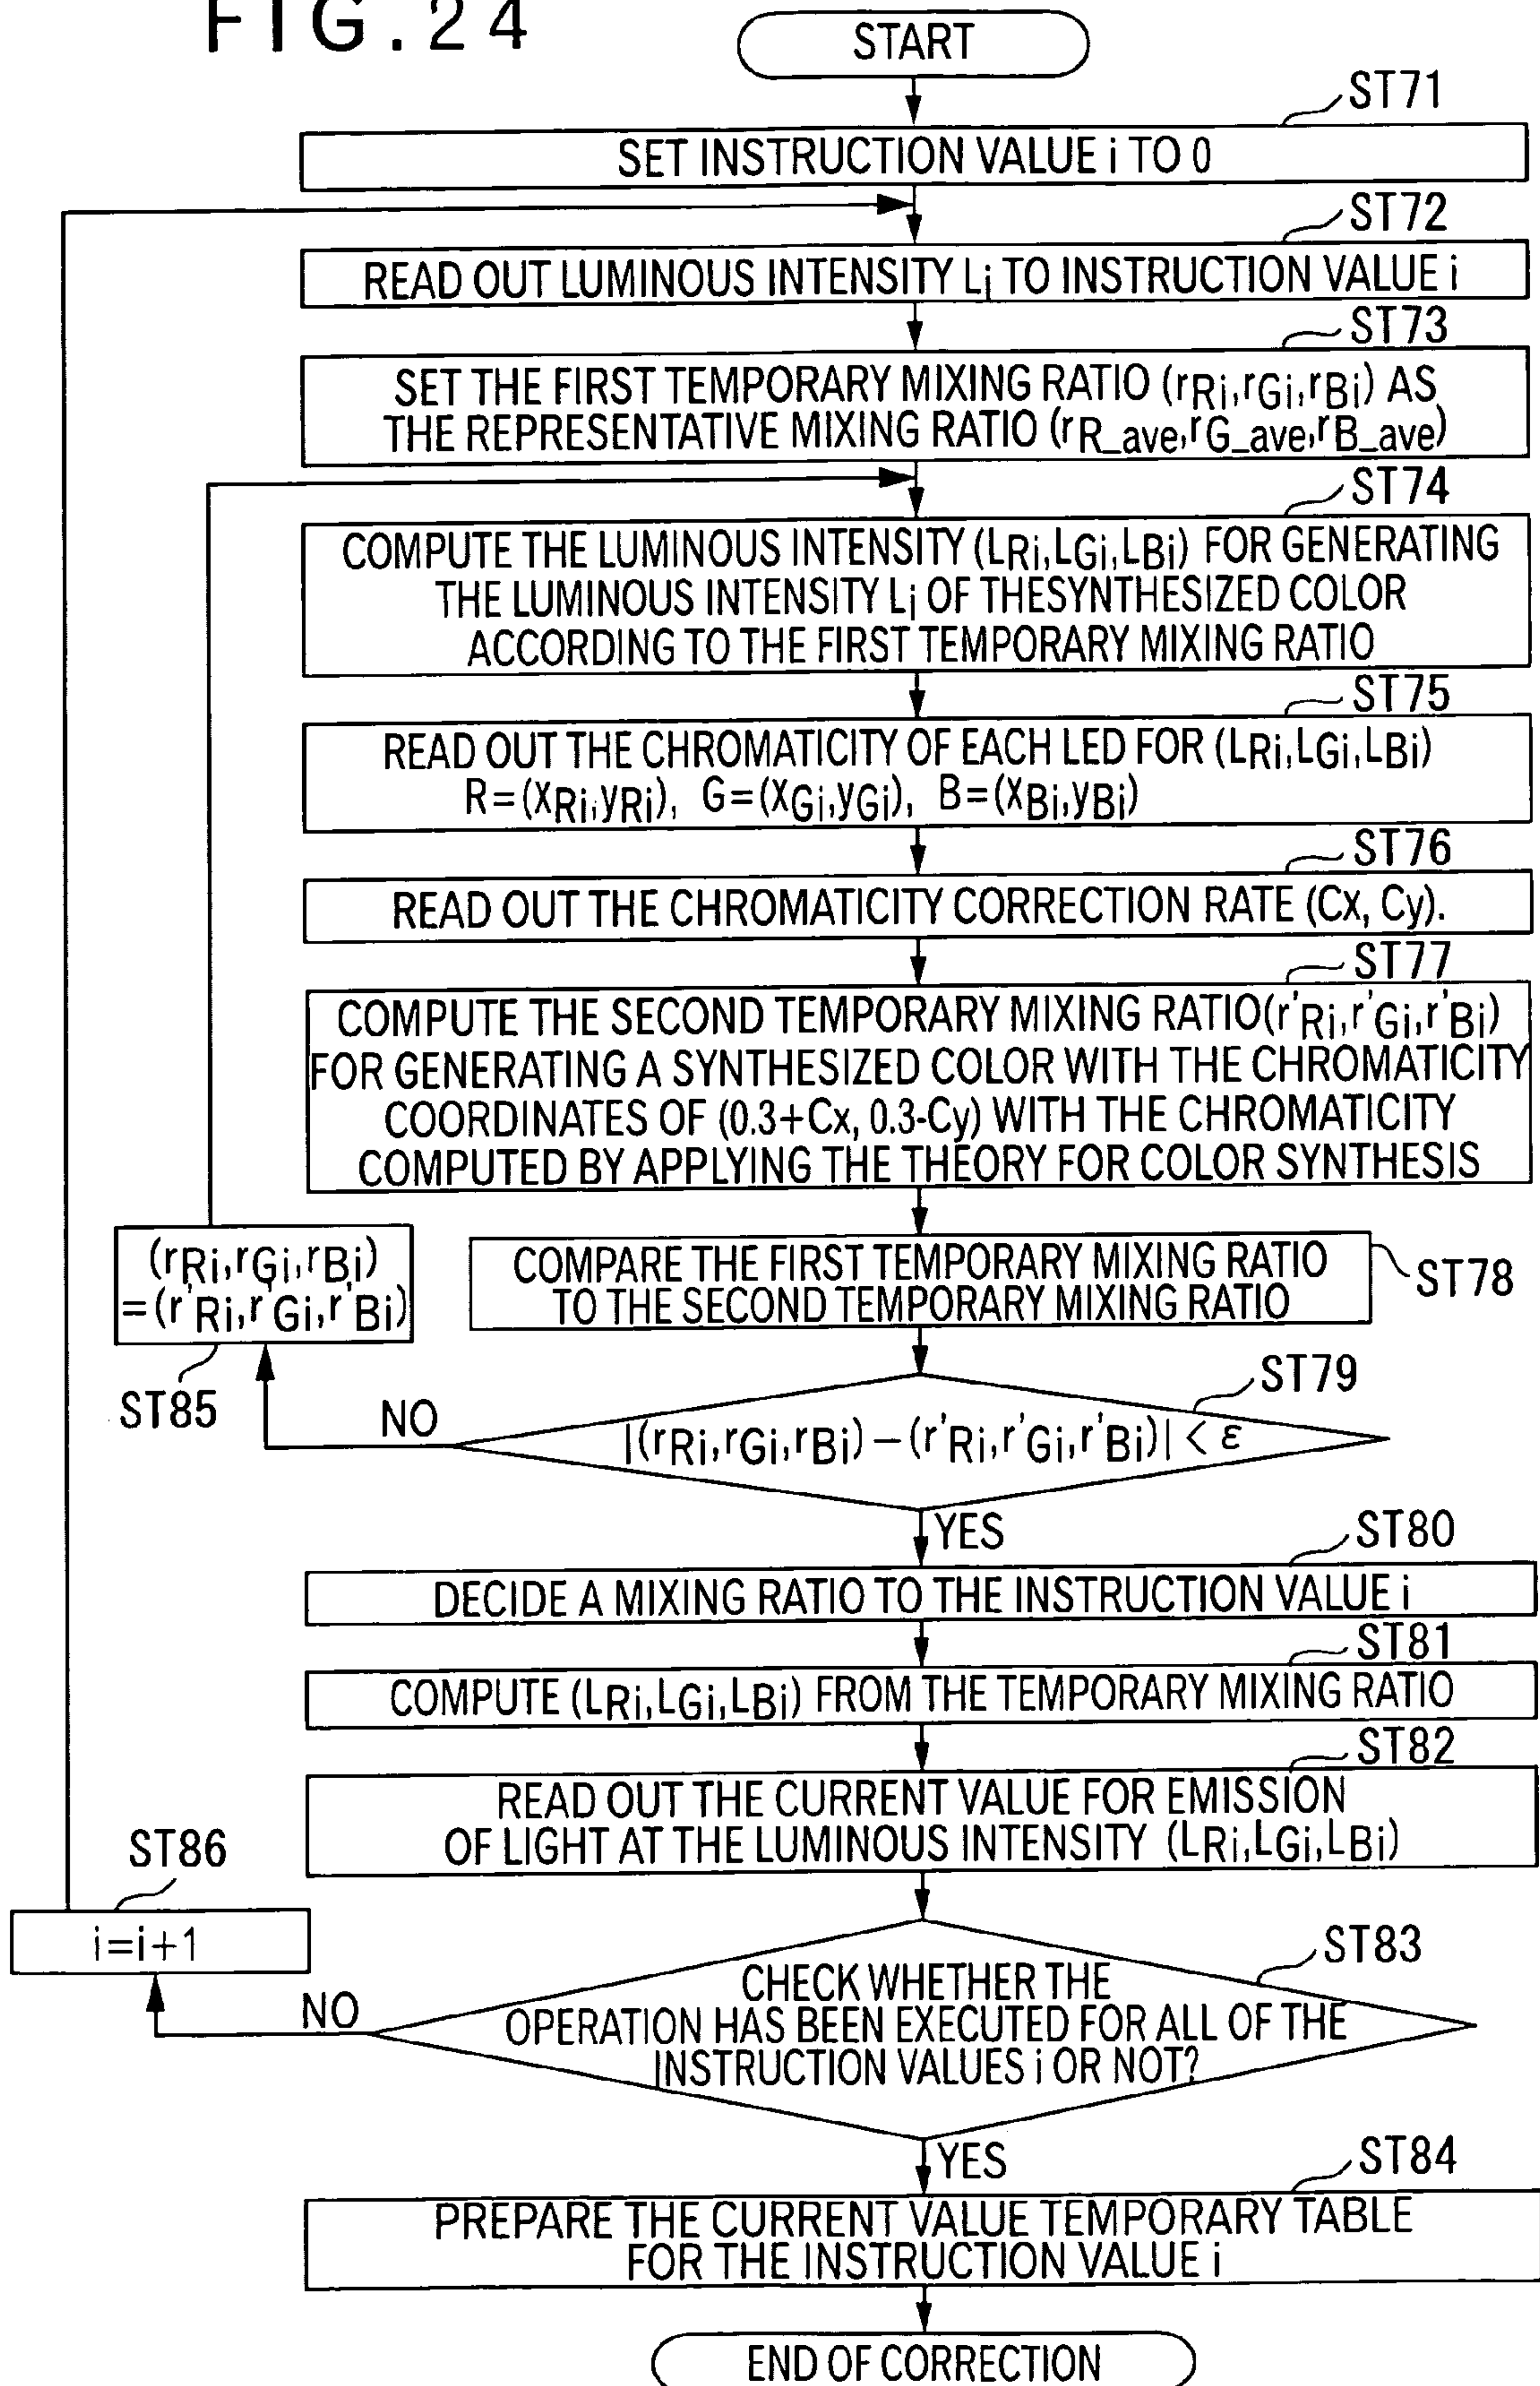 FIG.24
START
ST71
SET INSTRUCTION VALUE i TO 0
ST72
READ OUT LUMINOUS INTENSITY Li TO INSTRUCTION VALUE i
ST73
SET THE FIRST TEMPORARY MIXING RATIO (rRi,rGi,rBi) AS
THE REPRESENTATIVE MIXING RATIO (rR_ave,rG_ave,rB_ave)
ST74
COMPUTE THE LUMINOUS INTENSITY (LRi,LGi,LBi) FOR GENERATING
THE LUMINOUS INTENSITY Li OF THESYNTHESIZED COLOR
ACCORDING TO THE FIRST TEMPORARY MIXING RATIO
ST75
READ OUT THE CHROMATICITY OF EACH LED FOR (LRi,LGi,LBi)
R=(xRi,yRi), G=(xGi,yGi), B=(xBi,yBi)
ST76
READ OUT THE CHROMATICITY CORRECTION RATE (Cx, Cy).
ST77
COMPUTE THE SECOND TEMPORARY MIXING RATIO(r'Ri,r'Gi,r'Bi)
FOR GENERATING A SYNTHESIZED COLOR WITH THE CHROMATICITY
COORDINATES OF (0.3+Cx, 0.3-Cy) WITH THE CHROMATICITY
COMPUTED BY APPLYING THE THEORY FOR COLOR SYNTHESIS
(rRi,rGi,rBi)
=(r'Ri,r'Gi,r'Bi)
ST85
COMPARE THE FIRST TEMPORARY MIXING RATIO
TO THE SECOND TEMPORARY MIXING RATIO
ST78
ST79
NO
|(rRi,rGi,rBi)-(r'Ri,r'Gi,r'Bi)| < ε
YES
ST80
DECIDE A MIXING RATIO TO THE INSTRUCTION VALUE i
ST81
COMPUTE (LRi,LGi,LBi) FROM THE TEMPORARY MIXING RATIO
ST82
READ OUT THE CURRENT VALUE FOR EMISSION
OF LIGHT AT THE LUMINOUS INTENSITY (LRi,LGi,LBi)
ST86
i=i+1
ST83
NO
CHECK WHETHER THE
OPERATION HAS BEEN EXECUTED FOR ALL OF THE
INSTRUCTION VALUES i OR NOT?
YES
ST84
PREPARE THE CURRENT VALUE TEMPORARY TABLE
FOR THE INSTRUCTION VALUE i
END OF CORRECTION